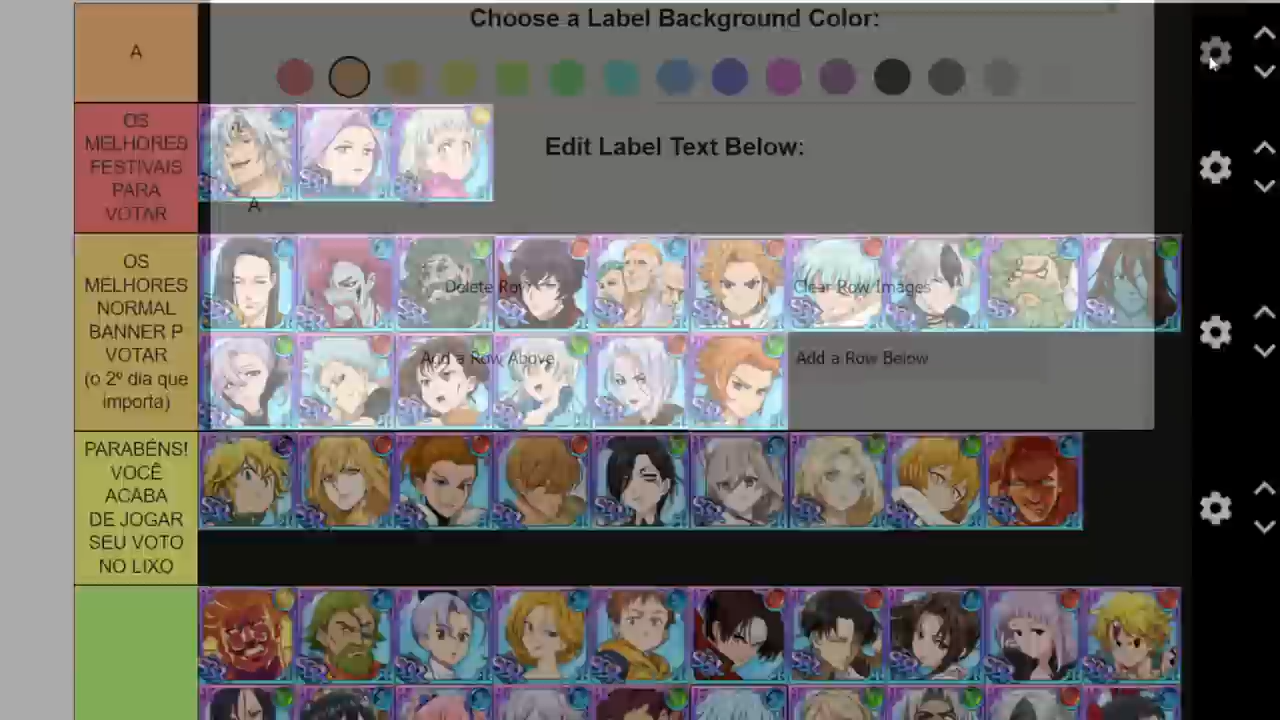 Choose a Label Background Color:
A
Edit Label Text Below:
OS
MELHORES
FESTIVAIS
PARA
VOTAR
A
OS
MELHORES
NORMAL
BANNER P
VOTAR
(o 2º dia que
importa)
Delete Row
Clear Row Images
Add a Row Above
Add a Row Below
PARABÉNS!
VOCÊ
ACABA
DE JOGAR
SEU VOTO
NO LIXO